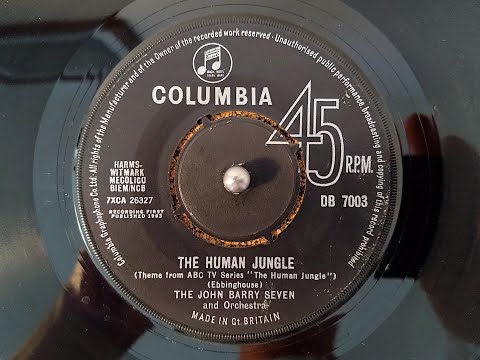 Columbia Graphophone Co. Ltd. All rights of the Manufacturer and of the Owner of the recorded work reserved - Unauthorised public performance, broadcasting and copying of this record prohibited
COLUMBIA
45
R.P.M.
HARMS-
WITMARK
MECOLICO
BIEM/NCB
7XCA 26327
RECORDING FIRST
PUBLISHED 1963
DB 7003
THE HUMAN JUNGLE
(Theme from ABC TV Series "The Human Jungle")
(Ebbinghouse)
THE JOHN BARRY SEVEN
and Orchestra
MADE IN Gt. BRITAIN